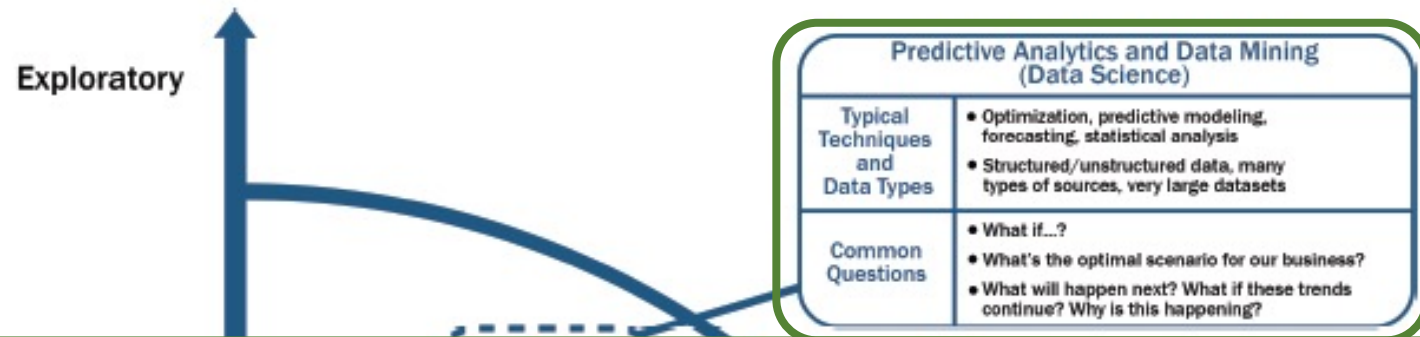 Exploratory
Predictive Analytics and Data Mining
(Data Science)
Typical
Techniques
and
Data Types
• Optimization, predictive modeling,
forecasting, statistical analysis
• Structured/unstructured data, many
types of sources, very large datasets
Common
Questions
• What if...?
• What's the optimal scenario for our business?
• What will happen next? What if these trends
continue? Why is this happening?